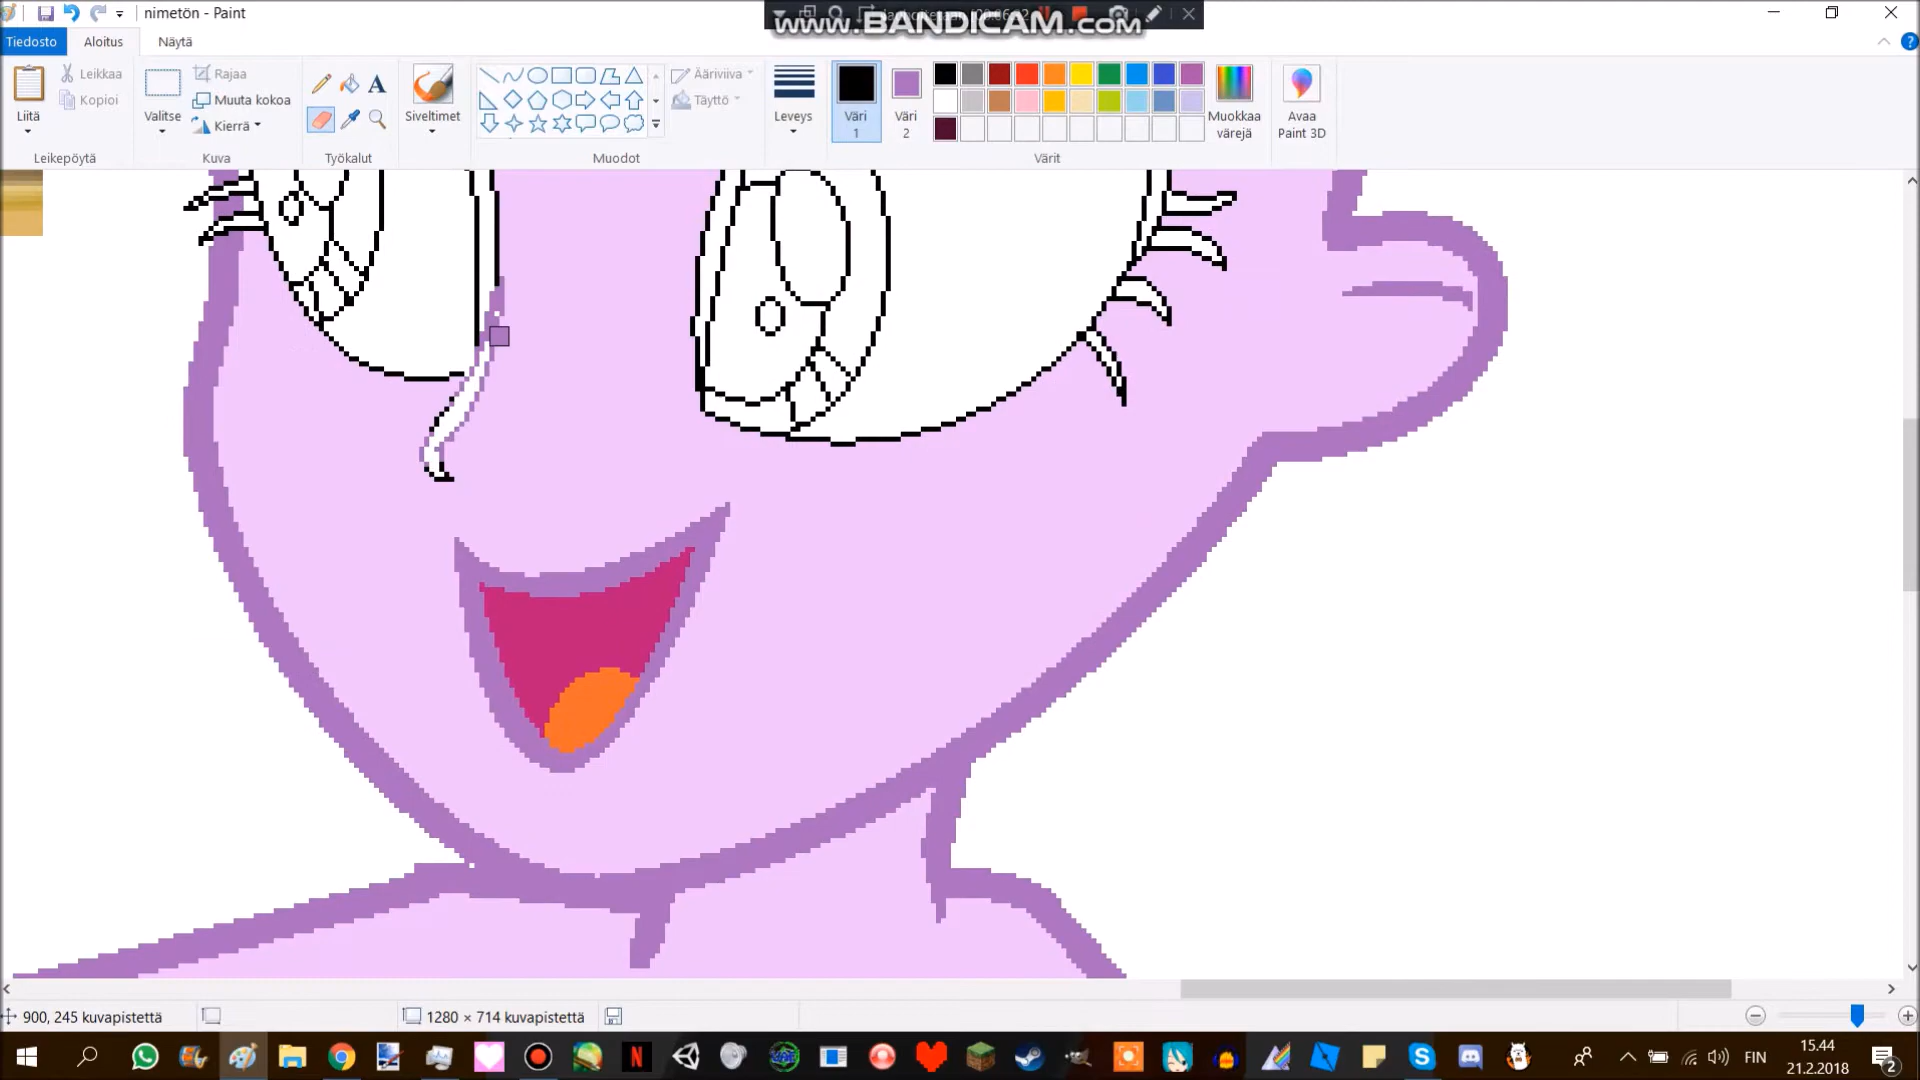 nimetön - Paint
www.BANDICAM.com
Tiedosto
Aloitus
Näytä
Liitä
Leikkaa
Kopioi
Leikepöytä
Valitse
Rajaa
Muuta kokoa
Kierrä
Kuva
A
Työkalut
Siveltimet
Muodot
Ääriviiva
Täyttö
Leveys
Väri
1
Väri
2
Värit
Muokkaa
värejä
Avaa
Paint 3D
900, 245 kuvapistettä
1280 × 714 kuvapistettä
FIN
15.44
21.2.2018
2